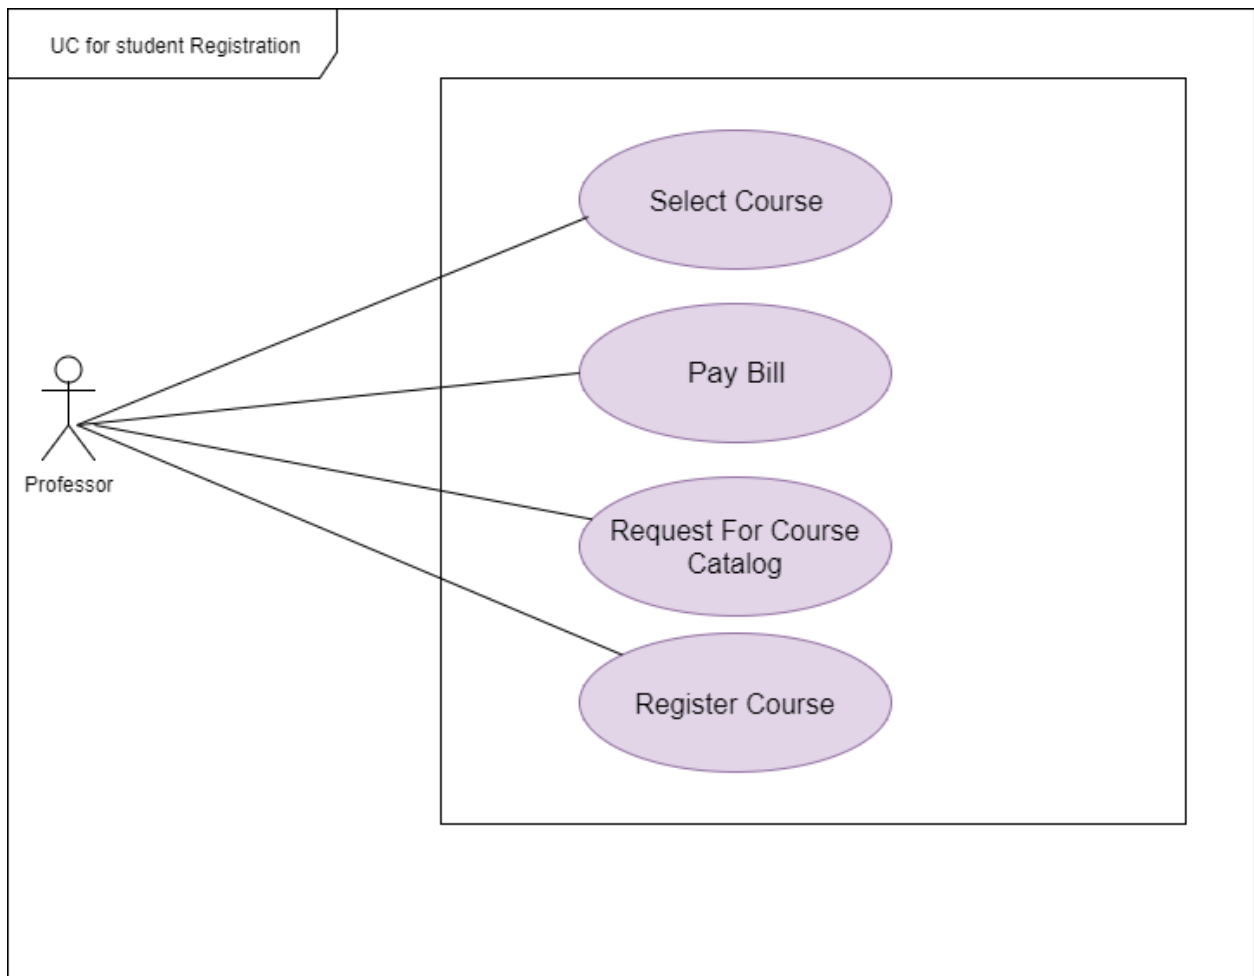 UC for student Registration
Select Course
Pay Bill
Professor
Request For Course
Catalog
Register Course